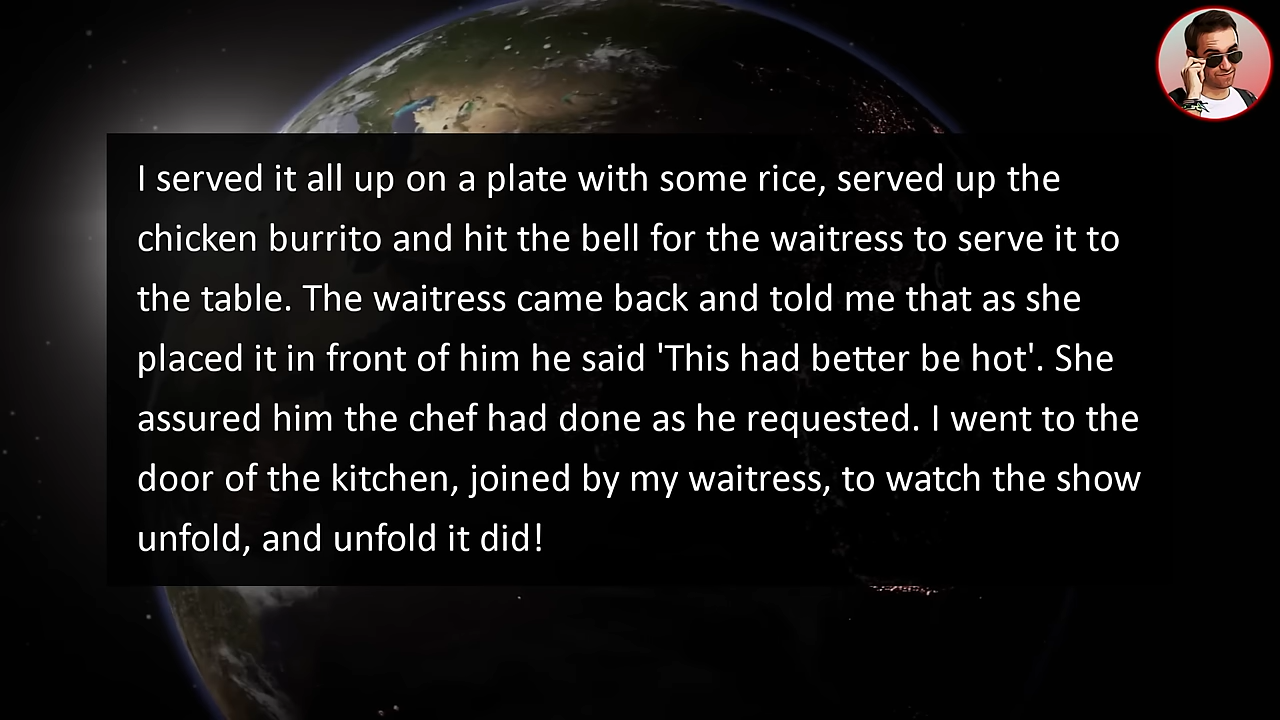 I served it all up on a plate with some rice, served up the
chicken burrito and hit the bell for the waitress to serve it to
the table. The waitress came back and told me that as she
placed it in front of him he said 'This had better be hot'. She
assured him the chef had done as he requested. I went to the
door of the kitchen, joined by my waitress, to watch the show
unfold, and unfold it did!